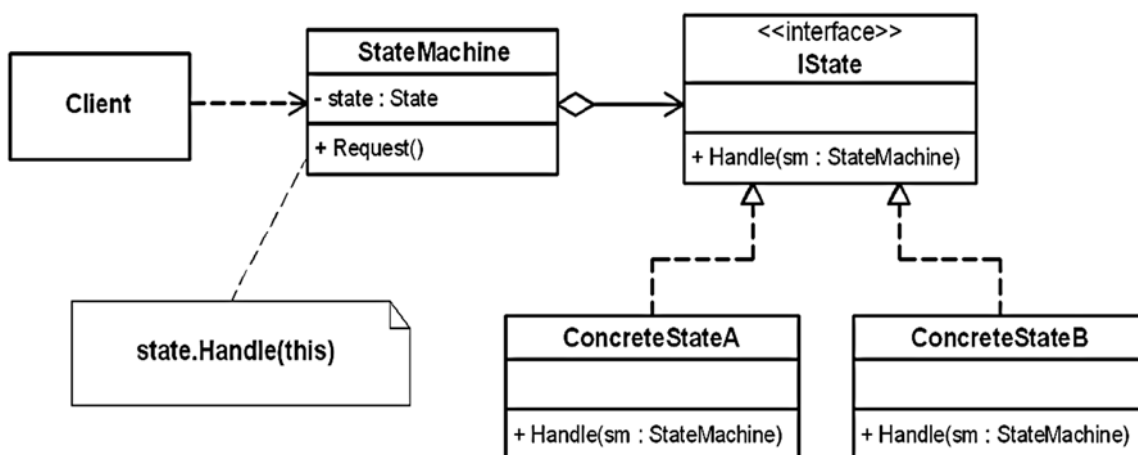 Client
StateMachine
- state : State
+ Request()
<<interface>>
IState
+ Handle(sm : StateMachine)
state.Handle(this)
ConcreteStateA
+ Handle(sm : StateMachine)
ConcreteStateB
+ Handle(sm : StateMachine)